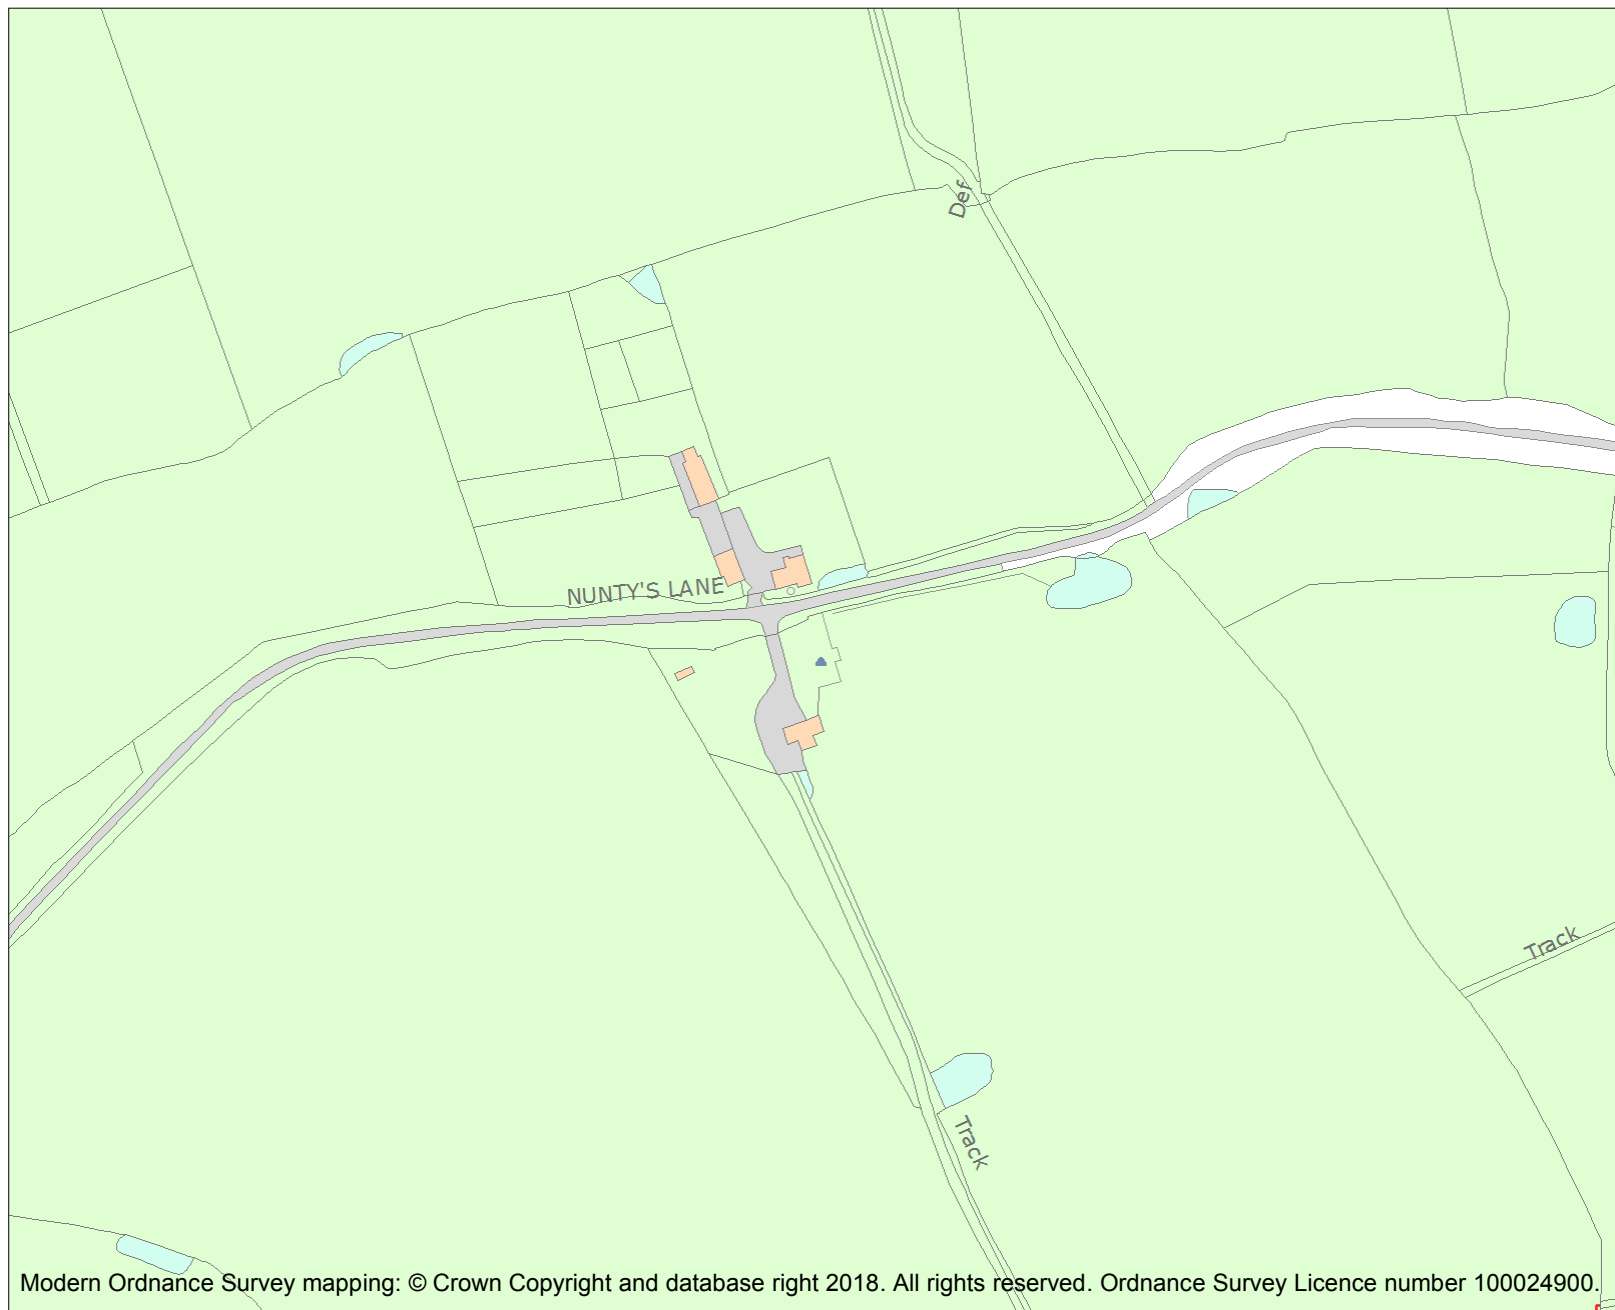 Def
NUNTY'S LANE
Track
Track
Modern Ordnance Survey mapping: © Crown Copyright and database right 2018. All rights reserved. Ordnance Survey Licence number 100024900.